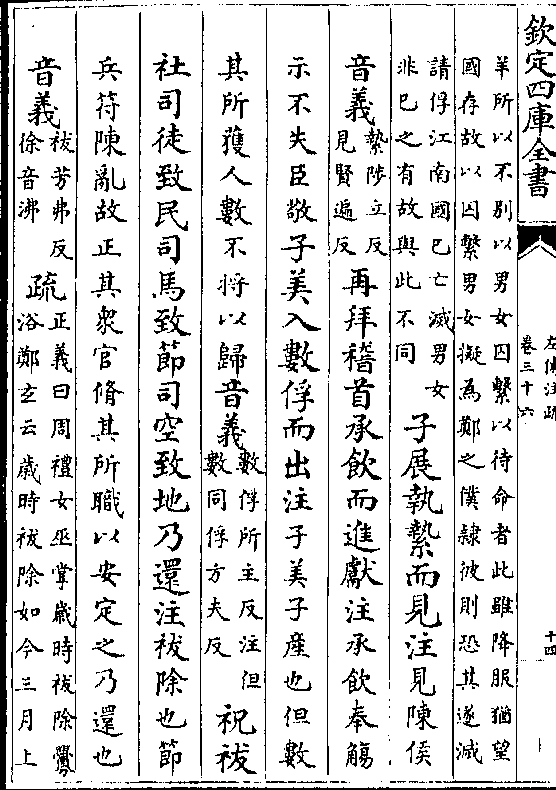 欽定四庫全書
左傳注疏
卷三十六
十四
羊所以不別以男女囚繫以待命者此雖降服猶望
國存故以囚繫男女擬為鄭之僕隸彼則恐其遂滅
請俘江南國已亡滅男女
非已之有故與此不同
子展執縶而見注見陳侯
音義
縶陟立反
見賢遍反
再拜稽首承飲而進獻注承飲奉觴
示不失臣敬子美入數俘而出注子美子產也但數
其所獲人數不將以歸音義
數俘所主反注但
數同俘方夫反
祝祓
社司徒致民司馬致節司空致地乃還注祓除也節
兵符陳亂故正其衆官脩其所職以安定之乃還也
音義
祓芳弗反
徐音沸
疏
正義曰周禮女巫掌歲時祓除釁
浴鄭玄云歲時祓除如今三月上